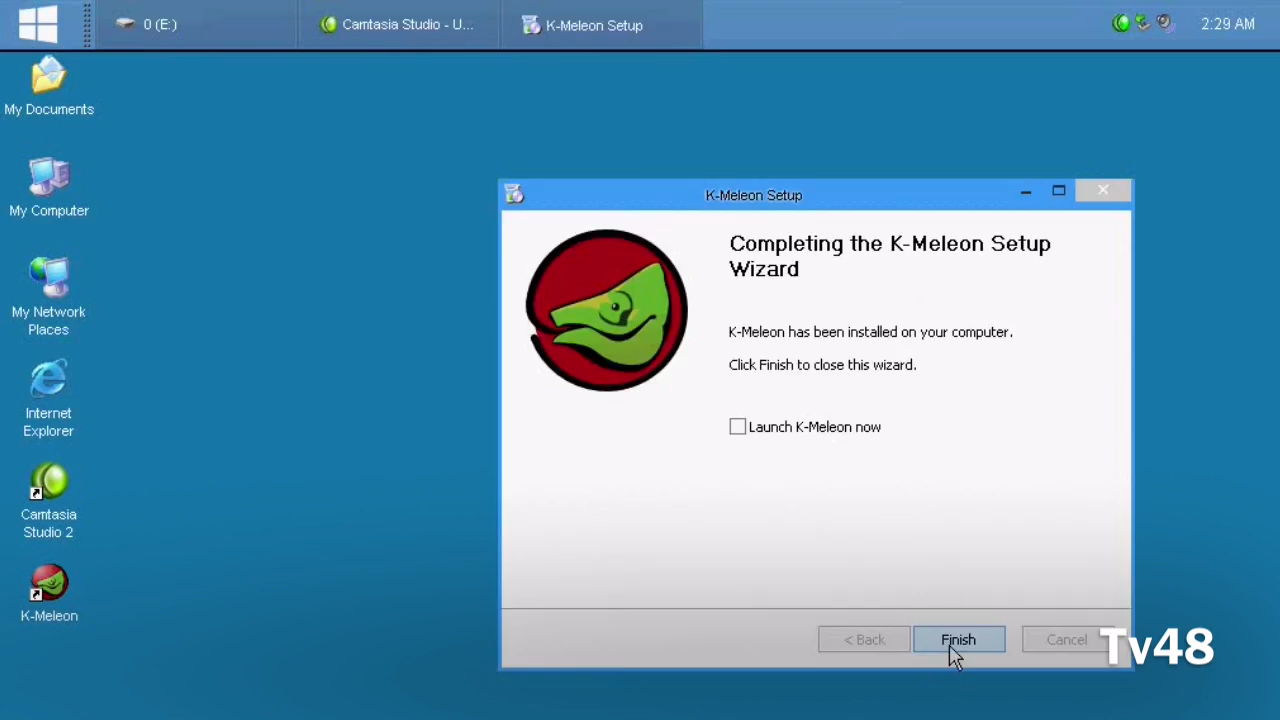 0 (E:)
Camtasia Studio - U...
K-Meleon Setup
2:29 AM
My Documents
My Computer
My Network
Places
Internet
Explorer
Camtasia
Studio 2
K-Meleon
K-Meleon Setup
Completing the K-Meleon Setup
Wizard
K-Meleon has been installed on your computer.
Click Finish to close this wizard.
Launch K-Meleon now
< Back
Finish
Cancel
Tv48